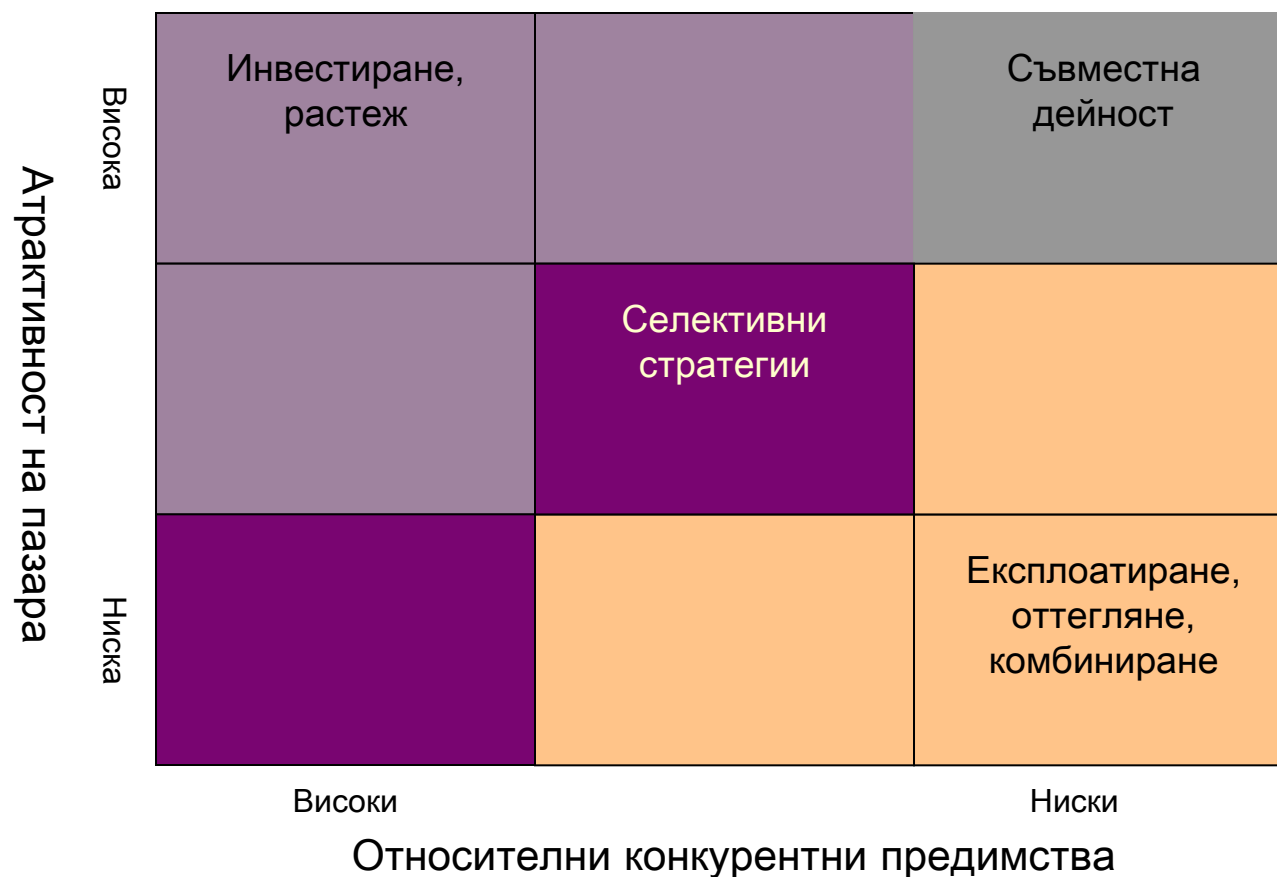 Атрактивност на пазара
Висока
Ниска
Инвестиране,
растеж
Съвместна
дейност
Селективни
стратегии
Експлоатиране,
оттегляне,
комбиниране
Високи
Ниски
Относителни конкурентни предимства